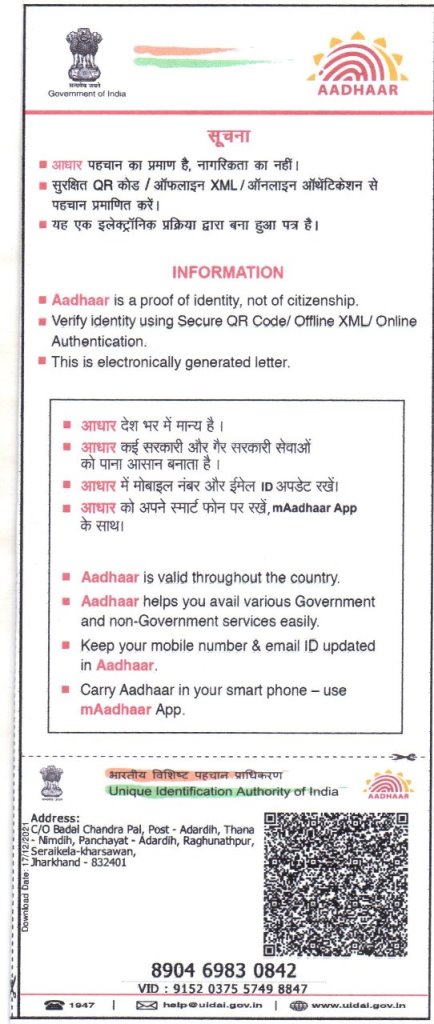 सत्यमेव जयते
Government of India
AADHAAR
सूचना
आधार पहचान का प्रमाण है, नागरिकता का नहीं।
सुरक्षित QR कोड / ऑफलाइन XML / ऑनलाइन ऑथेंटिकेशन से
पहचान प्रमाणित करें।
यह एक इलेक्ट्रॉनिक प्रक्रिया द्वारा बना हुआ पत्र है।
INFORMATION
Aadhaar is a proof of identity, not of citizenship.
Verify identity using Secure QR Code/ Offline XML/ Online
Authentication.
This is electronically generated letter.
आधार देश भर में मान्य है ।
आधार कई सरकारी और गैर सरकारी सेवाओं
को पाना आसान बनाता है ।
आधार में मोबाइल नंबर और ईमेल ID अपडेट रखें।
आधार को अपने स्मार्ट फोन पर रखें, mAadhaar App
के साथ।
Aadhaar is valid throughout the country.
Aadhaar helps you avail various Government
and non-Government services easily.
Keep your mobile number & email ID updated
in Aadhaar.
Carry Aadhaar in your smart phone – use
mAadhaar App.
भारतीय विशिष्ट पहचान प्राधिकरण
Unique Identification Authority of India
AADHAAR
Address:
C/O Badal Chandra Pal, Post - Adardih, Thana
- Nimdih, Panchayat - Adardih, Raghunathpur,
Seraikela-kharsawan,
Jharkhand - 832401
Download Date: 17/12/2021
8904 6983 0842
VID : 9152 0375 5749 8847
1947 | help@uidai.gov.in | www.uidai.gov.in